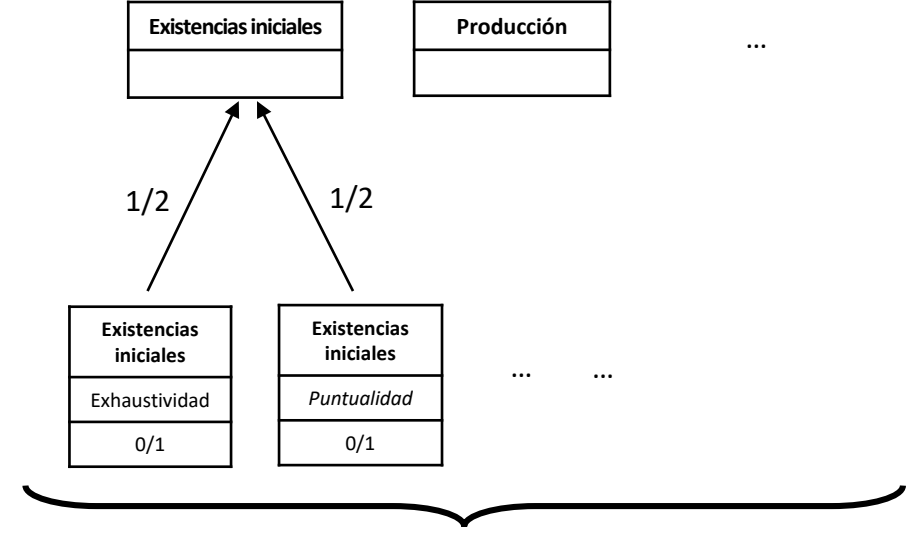 Existencias iniciales
Producción
...
1/2
1/2
Existencias
iniciales
Exhaustividad
0/1
Existencias
iniciales
Puntualidad
0/1
...
...